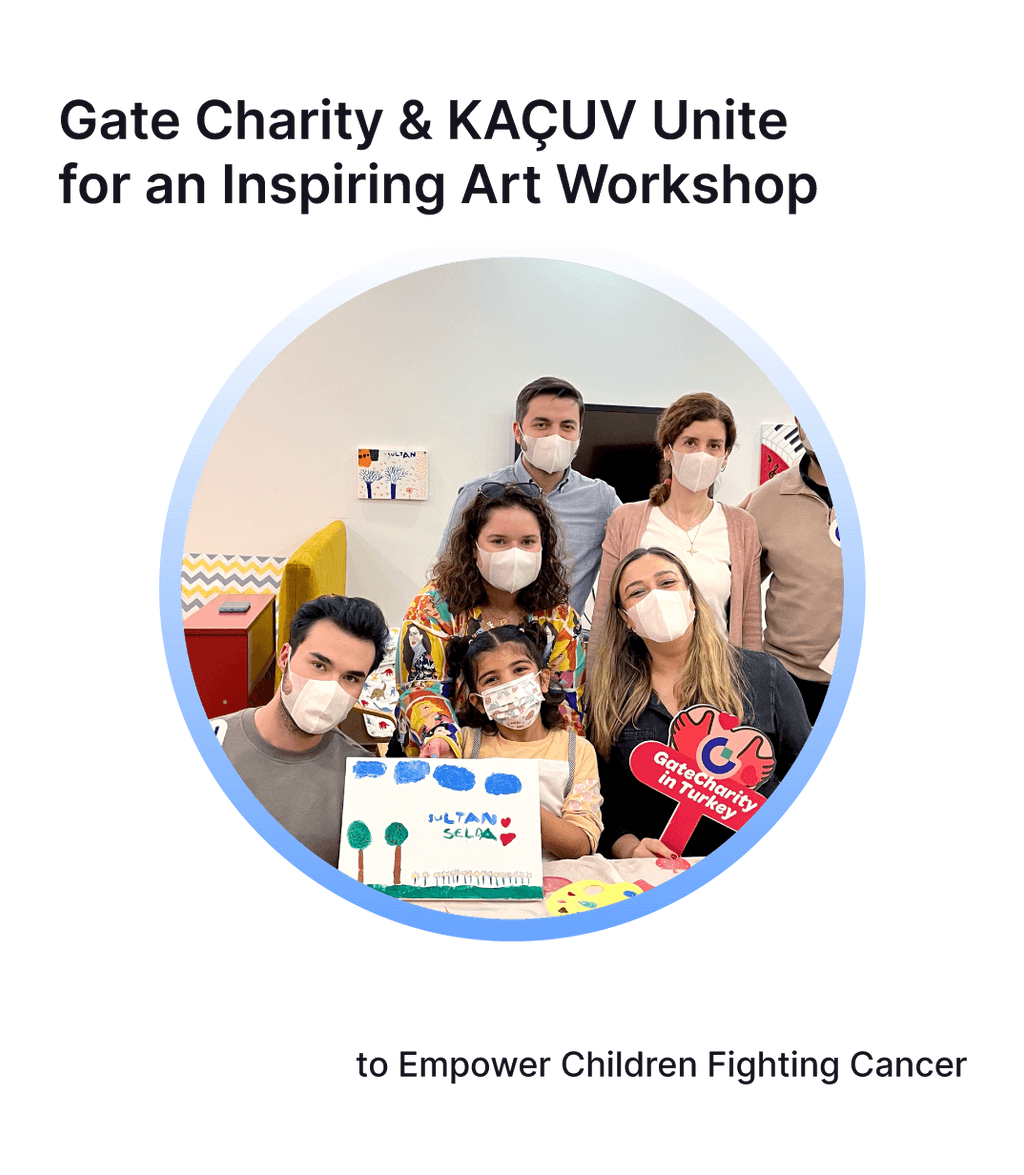 Gate Charity & KAÇUV Unite
for an Inspiring Art Workshop
SULTAN
SULTAN
SELDA
GateCharity
in Turkey
to Empower Children Fighting Cancer